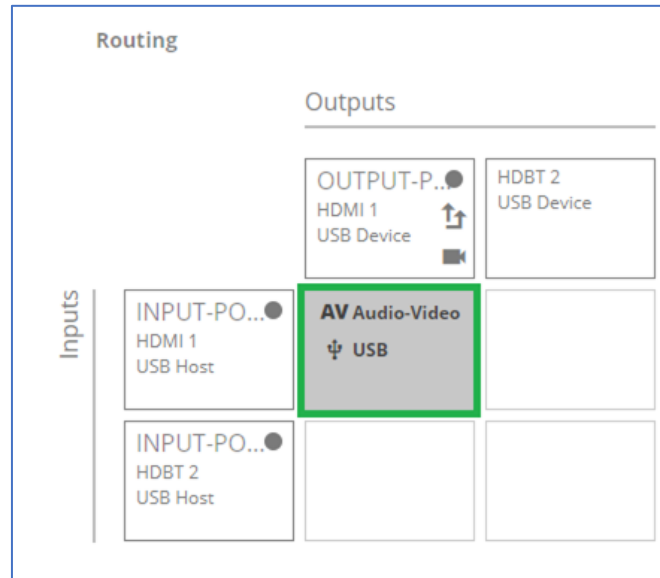 Routing
Outputs
OUTPUT-P...
HDMI 1
USB Device
HDBT 2
USB Device
Inputs
INPUT-PO...
HDMI 1
USB Host
AV Audio-Video
USB
INPUT-PO...
HDBT 2
USB Host